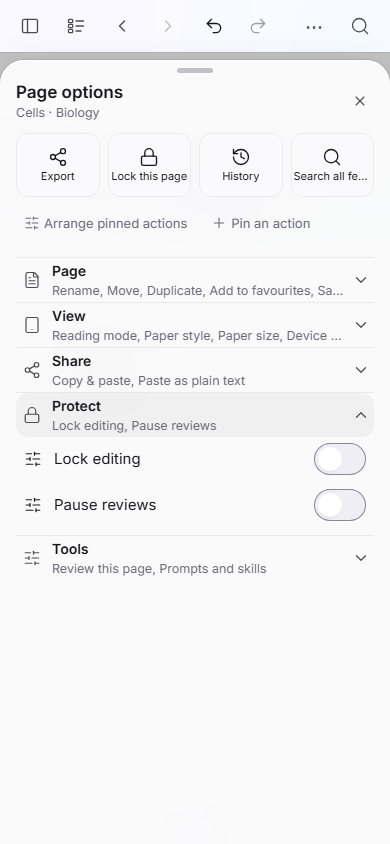 Page options
Cells · Biology
Export
Lock this page
History
Search all fe...
Arrange pinned actions
Pin an action
Page
Rename, Move, Duplicate, Add to favourites, Sa...
View
Reading mode, Paper style, Paper size, Device ...
Share
Copy & paste, Paste as plain text
Protect
Lock editing, Pause reviews
Lock editing
Pause reviews
Tools
Review this page, Prompts and skills